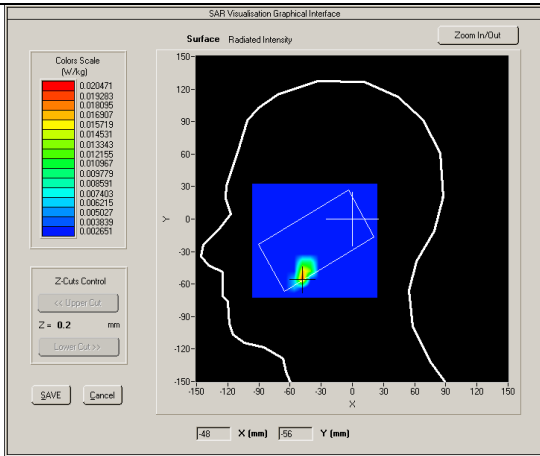 SAR Visualisation Graphical Interface
Surface Radiated Intensity
Zoom In/Out
Colors Scale
(W/kg)
0.020471
0.019283
0.018095
0.016907
0.015719
0.014531
0.013343
0.012155
0.010967
0.009779
0.008591
0.007403
0.006215
0.005027
0.003839
0.002651
150
120
90
60
30
0
-30
-60
-90
-120
-150
Y
-150 -120 -90 -60 -30 0 30 60 90 120 150
X
Z-Cuts Control
<< Upper Cut
Z = 0.2 mm
Lower Cut >>
SAVE Cancel
-48 X (mm) -56 Y (mm)